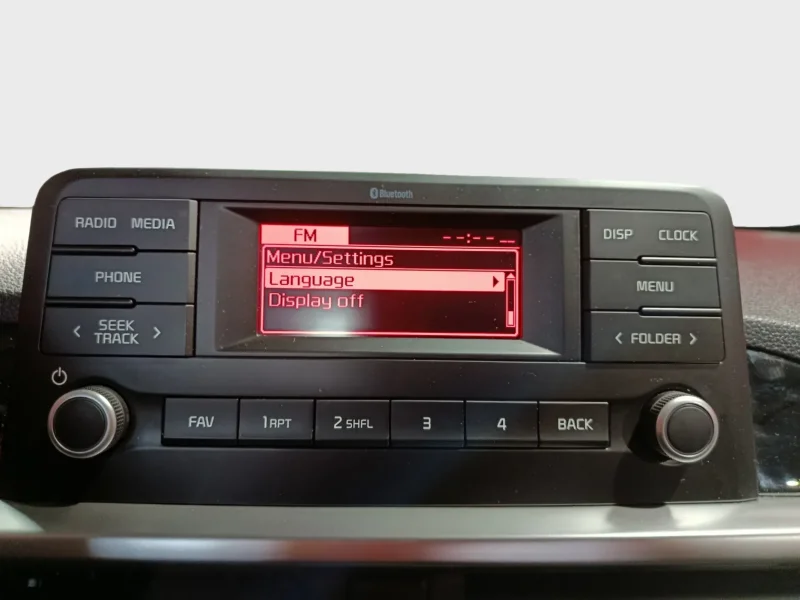 Bluetooth
RADIO MEDIA
FM --:-- __
DISP CLOCK
Menu/Settings
PHONE
Language
MENU
Display off
< SEEK TRACK >
< FOLDER >
FAV
1 RPT
2 SHFL
3
4
BACK